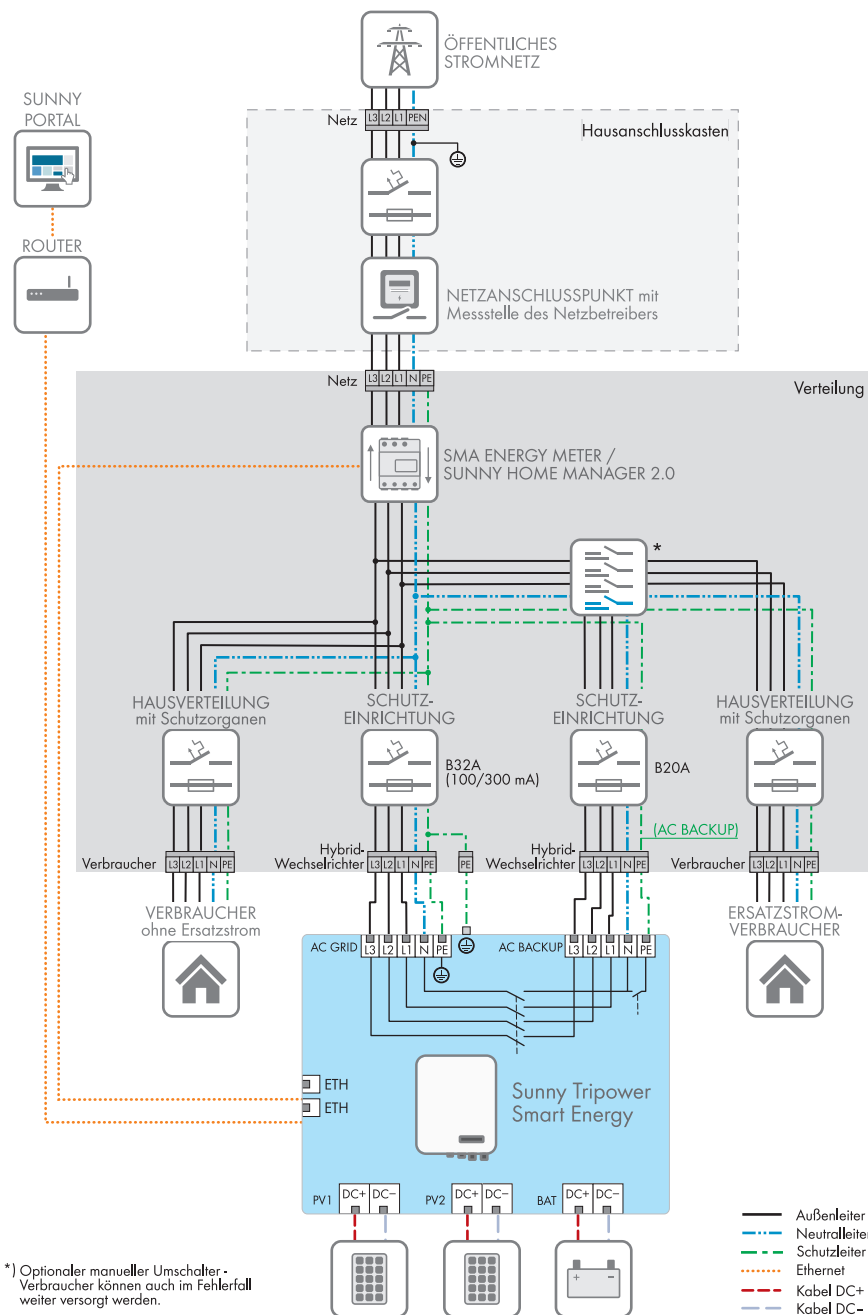 ÖFFENTLICHES
STROMNETZ
SUNNY
PORTAL
Netz
L3 L2 L1 PEN
Hausanschlusskasten
ROUTER
NETZANSCHLUSSPUNKT mit
Messstelle des Netzbetreibers
Netz
L3 L2 L1 N PE
Verteilung
SMA ENERGY METER /
SUNNY HOME MANAGER 2.0
*
HAUSVERTEILUNG
mit Schutzorganen
SCHUTZ-
EINRICHTUNG
SCHUTZ-
EINRICHTUNG
HAUSVERTEILUNG
mit Schutzorganen
B32A
(100/300 mA)
B20A
(AC BACKUP)
Verbraucher
L3 L2 L1 N PE
Hybrid-
Wechselrichter
L3 L2 L1 N PE
PE
Hybrid-
Wechselrichter
L3 L2 L1 N PE
Verbraucher
L3 L2 L1 N PE
VERBRAUCHER
ohne Ersatzstrom
ERSATZSTROM-
VERBRAUCHER
AC GRID
L3 L2 L1 N PE
AC BACKUP
L3 L2 L1 N PE
ETH
ETH
Sunny Tripower
Smart Energy
PV1
DC+ DC–
PV2
DC+ DC–
BAT
DC+ DC–
Außenleiter
Neutralleiter
Schutzleiter
Ethernet
Kabel DC+
Kabel DC–
*) Optionaler manueller Umschalter -
Verbraucher können auch im Fehlerfall
weiter versorgt werden.